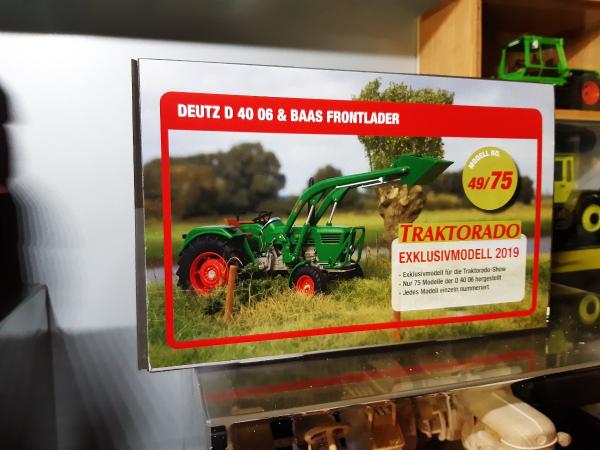 DEUTZ D 40 06 & BAAS FRONTLADER
MODELL NO.
49/75
TRAKTORADO
EXKLUSIVMODELL 2019
- Exklusivmodell für die Traktorado-Show
- Nur 75 Modelle der D 40 06 hergestellt
- Jedes Modell einzeln nummeriert